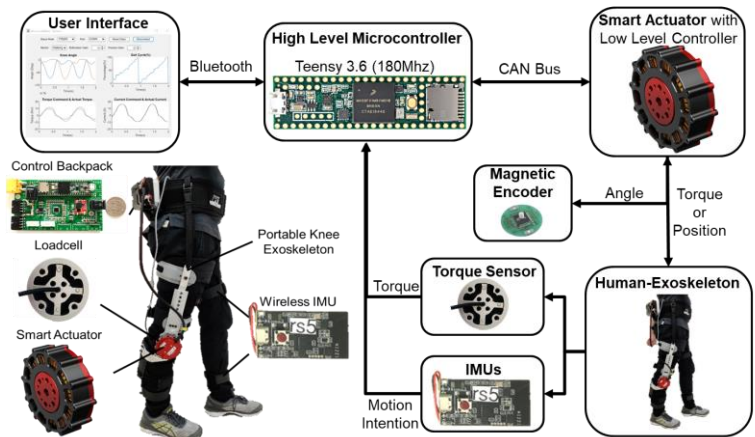 User Interface
Bluetooth
High Level Microcontroller
Teensy 3.6 (180Mhz)
CAN Bus
Smart Actuator with
Low Level Controller
Control Backpack
Loadcell
Smart Actuator
Portable Knee
Exoskeleton
Wireless IMU
rs5
Magnetic
Encoder
Angle
Torque
or
Position
Torque
Torque Sensor
Human-Exoskeleton
IMUs
rs5
Motion
Intention